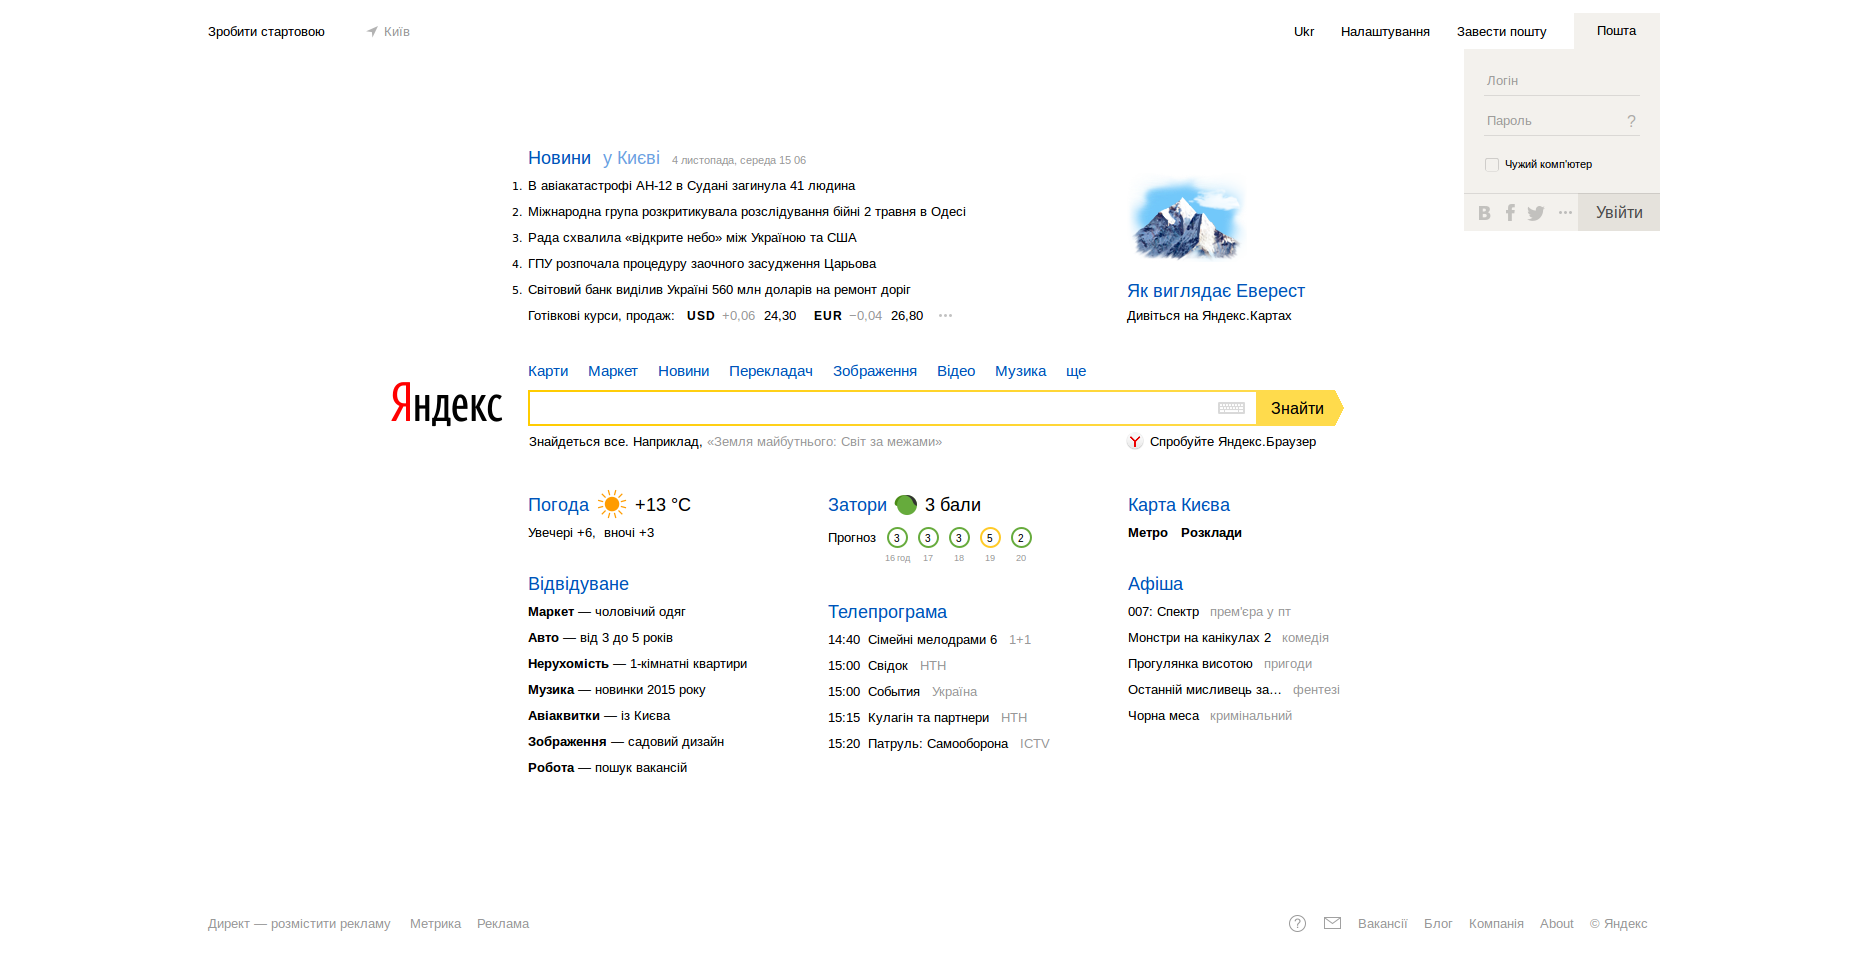 Зробити стартовою
Київ
Ukr Налаштування Завести пошту Пошта
Логін
Пароль ?
Чужий комп'ютер
Увійти
Новини у Києві 4 листопада, середа 15 06
1. В авіакатастрофі АН-12 в Судані загинула 41 людина
2. Міжнародна група розкритикувала розслідування бійні 2 травня в Одесі
3. Рада схвалила «відкрите небо» між Україною та США
4. ГПУ розпочала процедуру заочного засудження Царьова
5. Світовий банк виділив Україні 560 млн доларів на ремонт доріг
Готівкові курси, продаж: USD +0,06 24,30 EUR −0,04 26,80
Як виглядає Еверест
Дивіться на Яндекс.Картах
Карти Маркет Новини Перекладач Зображення Відео Музика ще
Яндекс
Знайти
Знайдеться все. Наприклад, «Земля майбутнього: Світ за межами»
Спробуйте Яндекс.Браузер
Погода +13 °C
Увечері +6, вночі +3
Затори 3 бали
Прогноз 3 3 3 5 2
16 год 17 18 19 20
Карта Києва
Метро Розклади
Відвідуване
Маркет — чоловічий одяг
Авто — від 3 до 5 років
Нерухомість — 1-кімнатні квартири
Музика — новинки 2015 року
Авіаквитки — із Києва
Зображення — садовий дизайн
Робота — пошук вакансій
Телепрограма
14:40 Сімейні мелодрами 6 1+1
15:00 Свідок НТН
15:00 События Україна
15:15 Кулагін та партнери НТН
15:20 Патруль: Самооборона ICTV
Афіша
007: Спектр прем'єра у пт
Монстри на канікулах 2 комедія
Прогулянка висотою пригоди
Останній мисливець за… фентезі
Чорна меса кримінальний
Директ — розмістити рекламу Метрика Реклама
? Вакансії Блог Компанія About © Яндекс